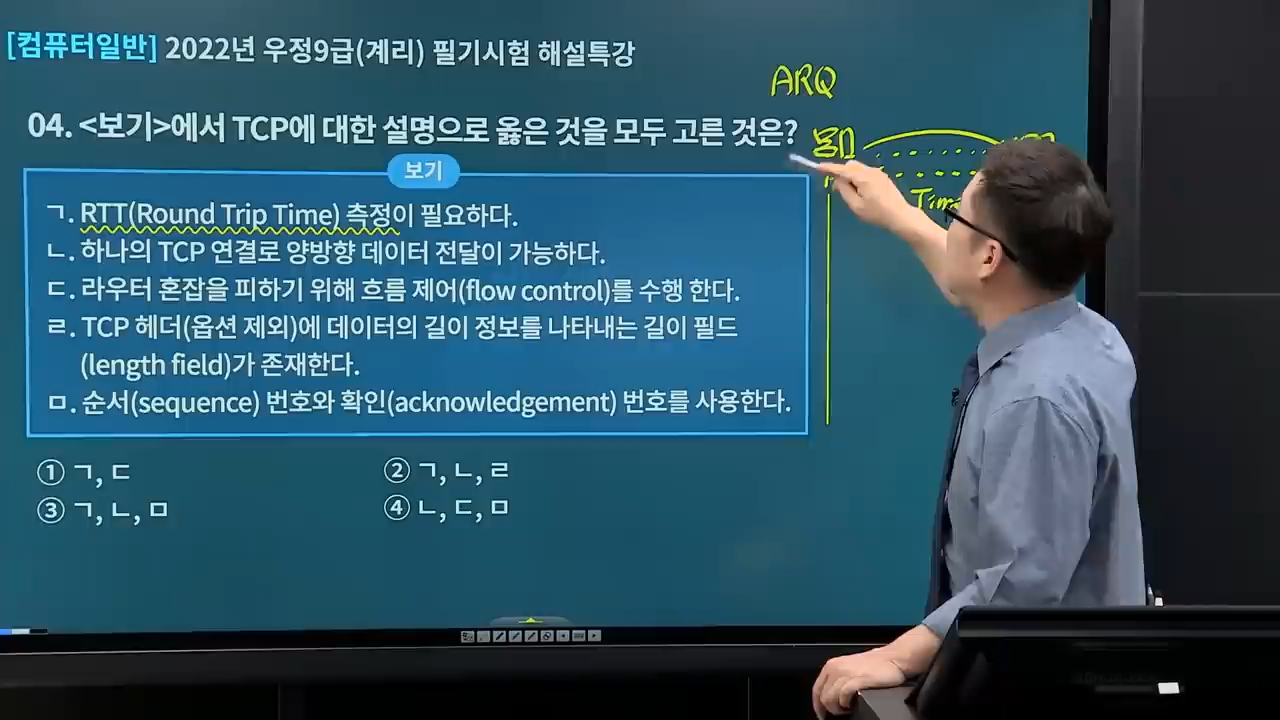 [컴퓨터일반] 2022년 우정9급(계리) 필기시험 해설특강
ARQ
04. <보기>에서 TCP에 대한 설명으로 옳은 것을 모두 고른 것은?
보기
ㄱ. RTT(Round Trip Time) 측정이 필요하다.
ㄴ. 하나의 TCP 연결로 양방향 데이터 전달이 가능하다.
ㄷ. 라우터 혼잡을 피하기 위해 흐름 제어(flow control)를 수행 한다.
ㄹ. TCP 헤더(옵션 제외)에 데이터의 길이 정보를 나타내는 길이 필드
(length field)가 존재한다.
ㅁ. 순서(sequence) 번호와 확인(acknowledgement) 번호를 사용한다.
① ㄱ, ㄷ
② ㄱ, ㄴ, ㄹ
③ ㄱ, ㄴ, ㅁ
④ ㄴ, ㄷ, ㅁ